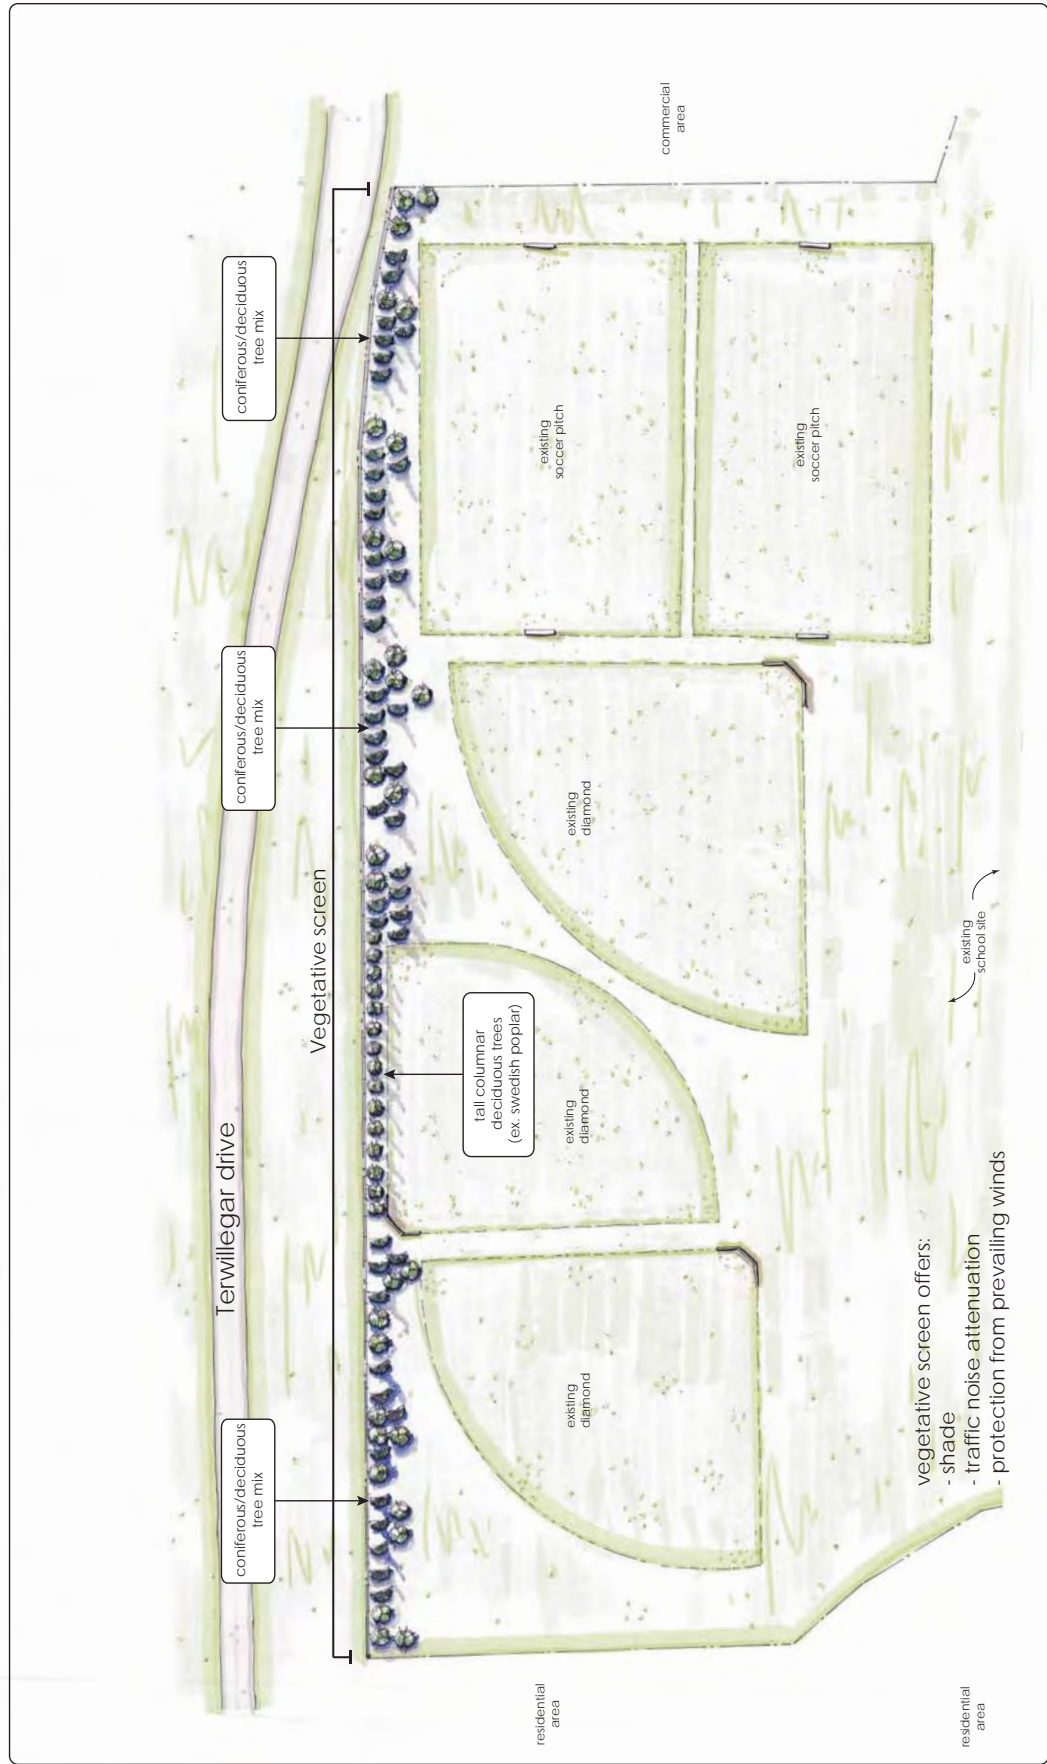 Terwillegar drive
Vegetative screen
coniferous/deciduous
tree mix
coniferous/deciduous
tree mix
coniferous/deciduous
tree mix
tall columnar
deciduous trees
(ex. swedish poplar)
existing
diamond
existing
diamond
existing
diamond
existing
soccer pitch
existing
soccer pitch
residential
area
residential
area
commercial
area
existing
school site
vegetative screen offers:
- shade
- traffic noise attenuation
- protection from prevailing winds